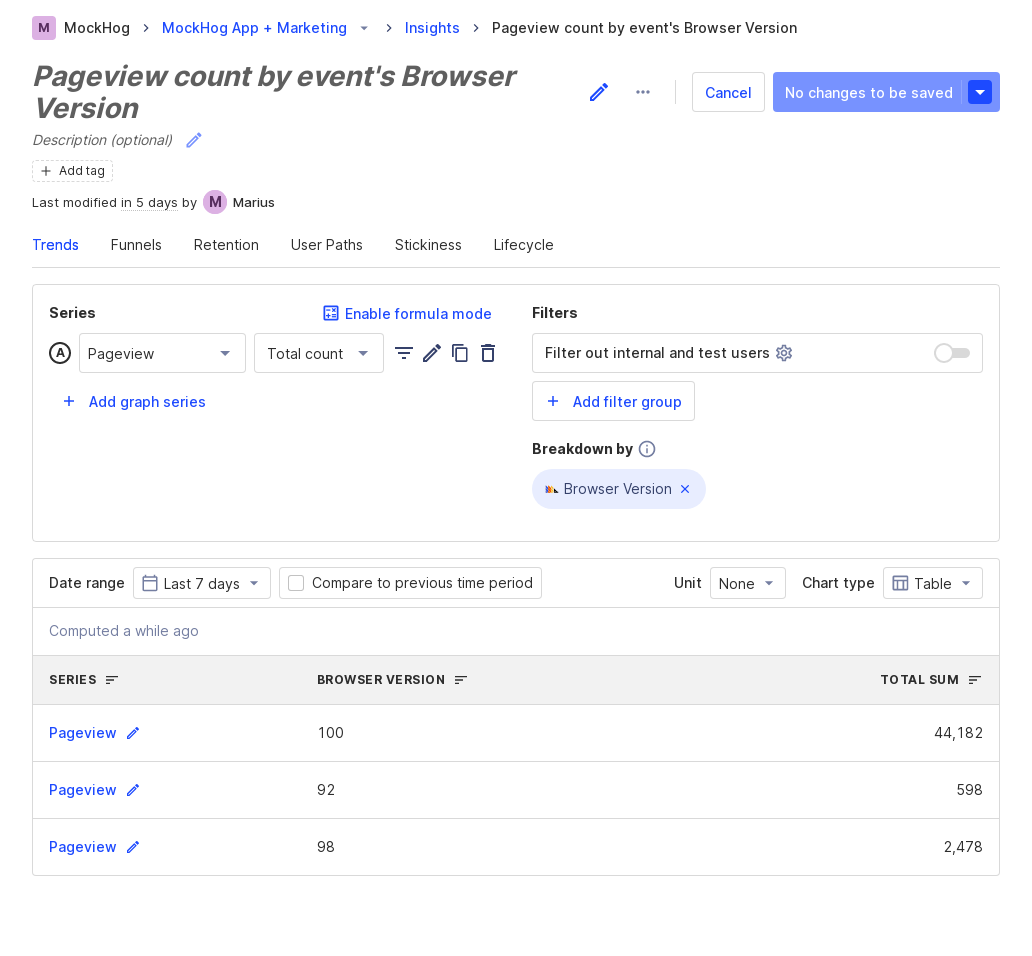 M MockHog MockHog App + Marketing Insights Pageview count by event's Browser Version
Pageview count by event's Browser
Version
Cancel
No changes to be saved
Description (optional)
Add tag
Last modified in 5 days by M Marius
Trends Funnels Retention User Paths Stickiness Lifecycle
Series
Enable formula mode
A Pageview Total count
Add graph series
Filters
Filter out internal and test users
Add filter group
Breakdown by
Browser Version
Date range Last 7 days Compare to previous time period Unit None Chart type Table
Computed a while ago
SERIES BROWSER VERSION TOTAL SUM
Pageview 100 44,182
Pageview 92 598
Pageview 98 2,478